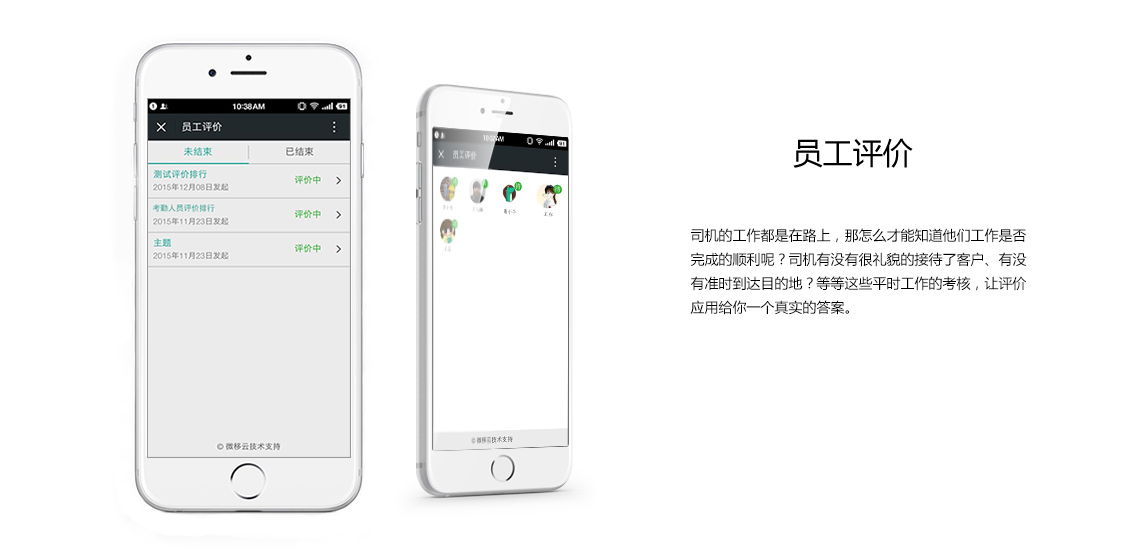 10:38AM
员工评价
未结束
已结束
测试评价排行
2015年12月08日发起
评价中
考勤人员评价排行
2015年11月23日发起
评价中
主题
2015年11月23日发起
评价中
© 微移云技术支持
员工评价
© 微移云技术支持
员工评价
司机的工作都是在路上，那怎么才能知道他们工作是否
完成的顺利呢？司机有没有很礼貌的接待了客户、有没
有准时到达目的地？等等这些平时工作的考核，让评价
应用给你一个真实的答案。